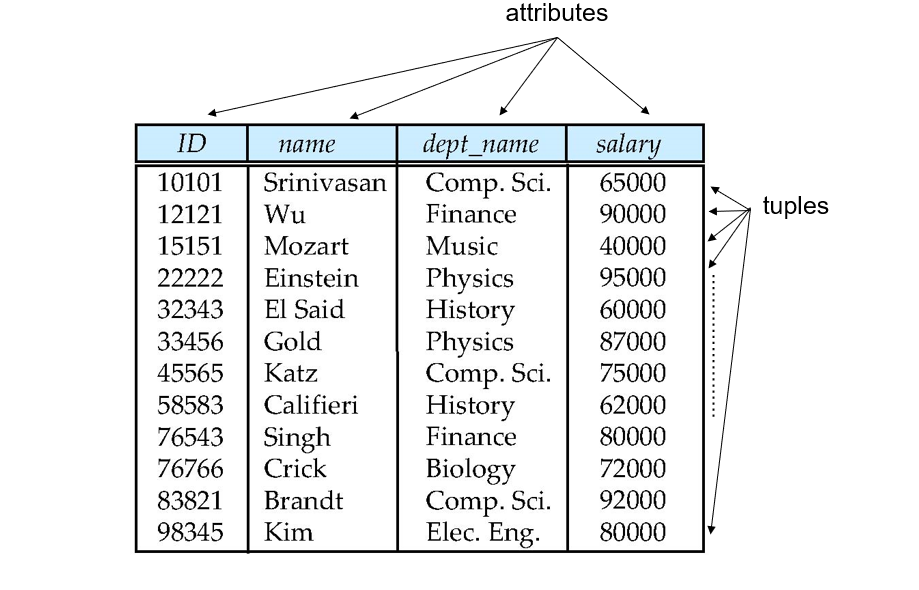 attributes
ID name dept_name salary
10101 Srinivasan Comp. Sci. 65000
12121 Wu Finance 90000
15151 Mozart Music 40000
22222 Einstein Physics 95000
32343 El Said History 60000
33456 Gold Physics 87000
45565 Katz Comp. Sci. 75000
58583 Califieri History 62000
76543 Singh Finance 80000
76766 Crick Biology 72000
83821 Brandt Comp. Sci. 92000
98345 Kim Elec. Eng. 80000
tuples